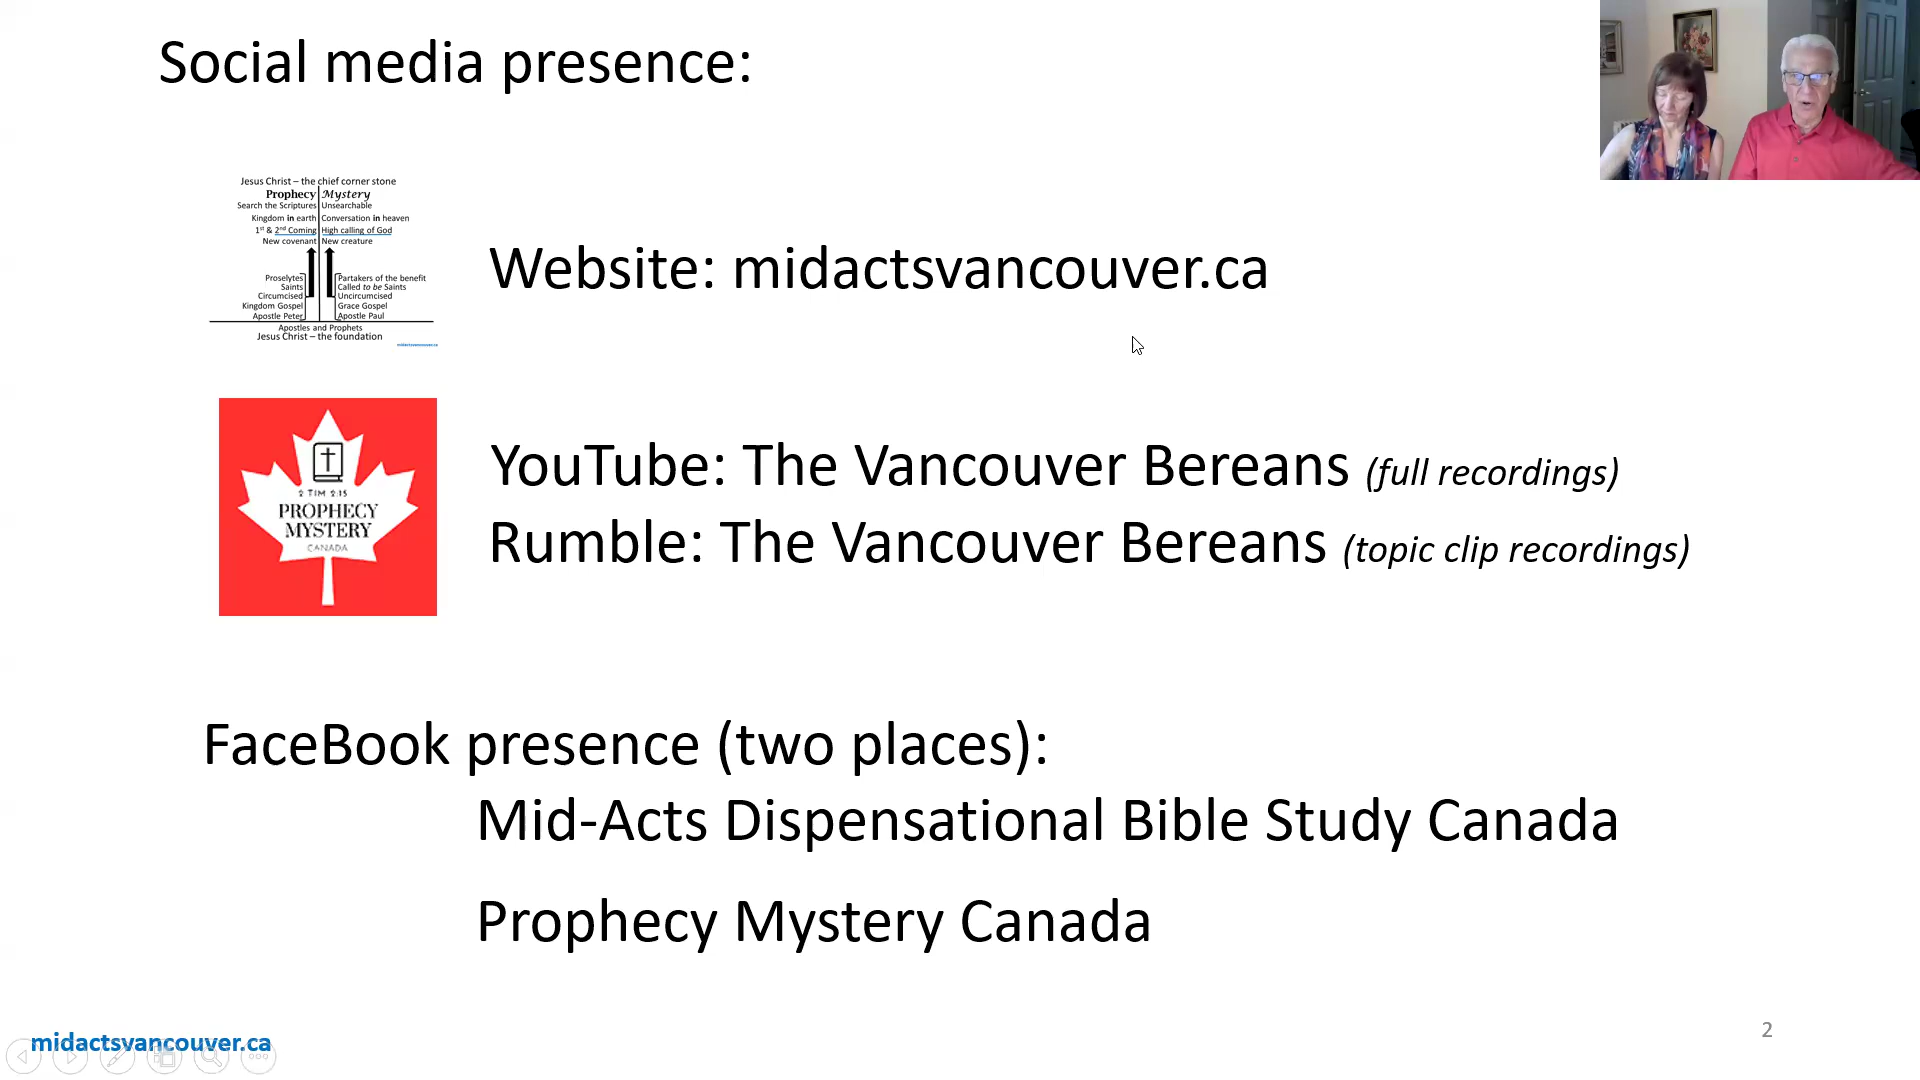 Social media presence:
Jesus Christ – the chief corner stone
Prophecy Mystery
Search the Scriptures Unsearchable
Kingdom in earth Conversation in heaven
1st & 2nd Coming High calling of God
New covenant New creature
Proselytes Partakers of the benefit
Saints Called to be Saints
Circumcised Uncircumcised
Kingdom Gospel Grace Gospel
Apostle Peter Apostle Paul
Apostles and Prophets
Jesus Christ – the foundation
midactsvancouver.ca
Website: midactsvancouver.ca
2 TIM 2:15
PROPHECY
MYSTERY
CANADA
YouTube: The Vancouver Bereans (full recordings)
Rumble: The Vancouver Bereans (topic clip recordings)
FaceBook presence (two places):
Mid-Acts Dispensational Bible Study Canada
Prophecy Mystery Canada
midactsvancouver.ca
2